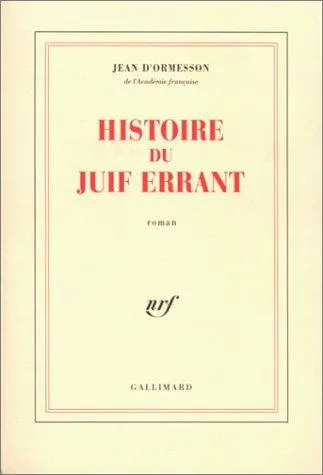 JEAN D'ORMESSON
de l'Académie française
HISTOIRE
DU
JUIF ERRANT
roman
nrf
GALLIMARD